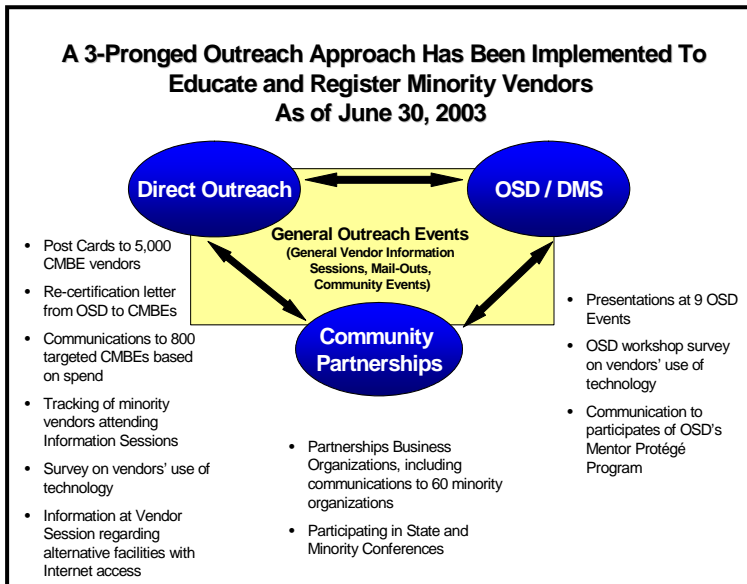 A 3-Pronged Outreach Approach Has Been Implemented To
Educate and Register Minority Vendors
As of June 30, 2003
Direct Outreach
OSD / DMS
General Outreach Events
(General Vendor Information
Sessions, Mail-Outs,
Community Events)
Community
Partnerships
• Post Cards to 5,000
CMBE vendors
• Re-certification letter
from OSD to CMBEs
• Communications to 800
targeted CMBEs based
on spend
• Tracking of minority
vendors attending
Information Sessions
• Survey on vendors' use of
technology
• Information at Vendor
Session regarding
alternative facilities with
Internet access
• Partnerships Business
Organizations, including
communications to 60 minority
organizations
• Participating in State and
Minority Conferences
• Presentations at 9 OSD
Events
• OSD workshop survey
on vendors' use of
technology
• Communication to
participates of OSD's
Mentor Protégé
Program